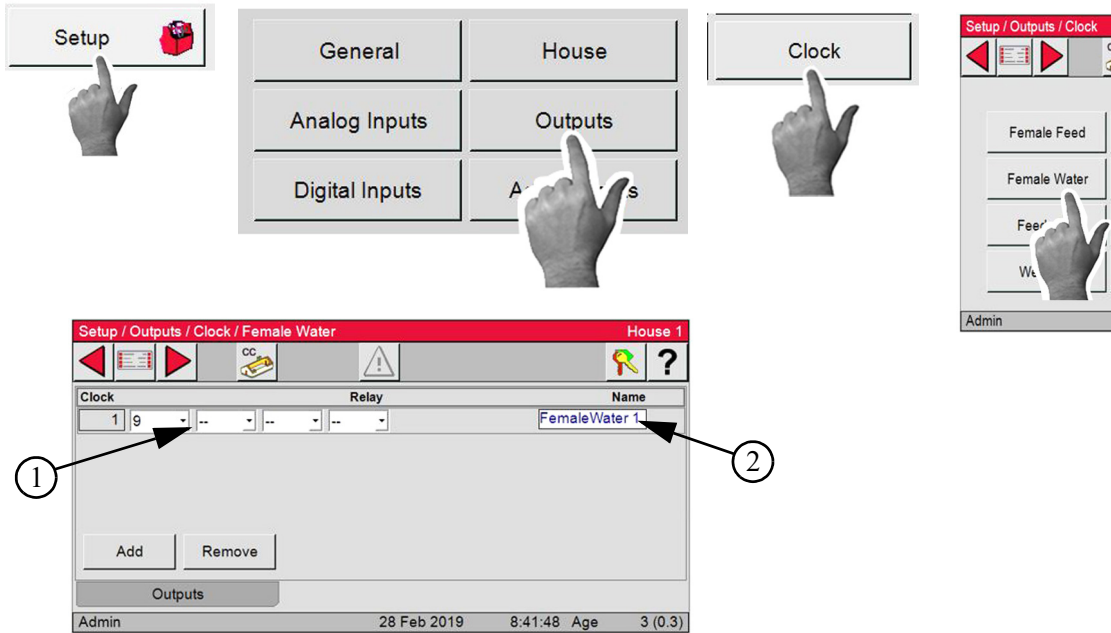 Setup
General
House
Analog Inputs
Outputs
Digital Inputs
Clock
Setup / Outputs / Clock
Female Feed
Female Water
Admin
Setup / Outputs / Clock / Female Water House 1
CC
?
Clock Relay Name
1 9 -- -- -- FemaleWater 1
1
2
Add Remove
Outputs
Admin 28 Feb 2019 8:41:48 Age 3 (0.3)